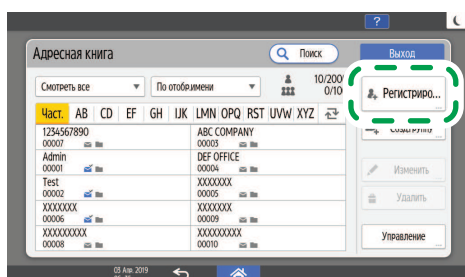 ?
Адресная книга
Поиск
Выход
Смотреть все
По отобр.имени
10/200
0/10
Регистриро...
Част. AB CD EF GH IJK LMN OPQ RST UVW XYZ
1234567890
00007
ABC COMPANY
00003
Admin
00001
DEF OFFICE
00004
Test
00002
XXXXXXX
00005
XXXXXXX
00006
XXXXXXX
00009
XXXXXXXXX
00008
XXXXXXXXX
00010
Изменить
Удалить
Управление
03 Апр. 2019